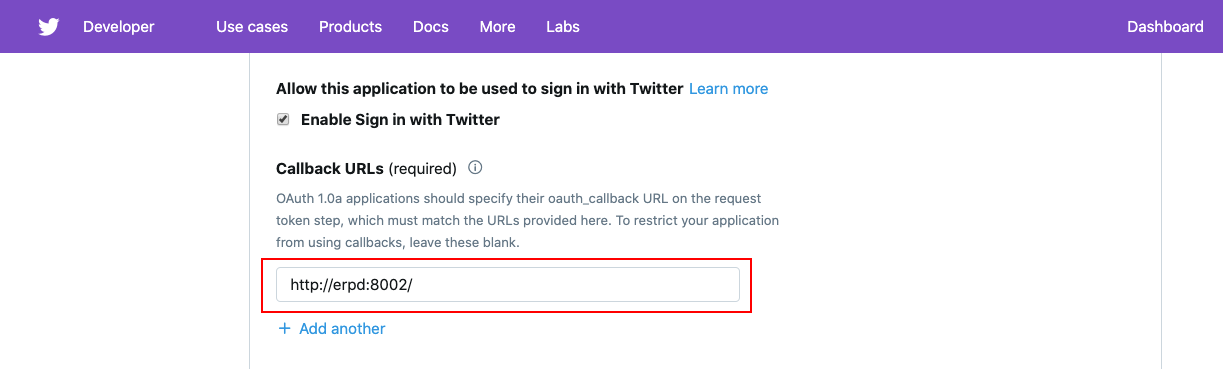 Developer Use cases Products Docs More Labs Dashboard
Allow this application to be used to sign in with Twitter Learn more
Enable Sign in with Twitter
Callback URLs (required)
OAuth 1.0a applications should specify their oauth_callback URL on the request
token step, which must match the URLs provided here. To restrict your application
from using callbacks, leave these blank.
http://erpd:8002/
+ Add another